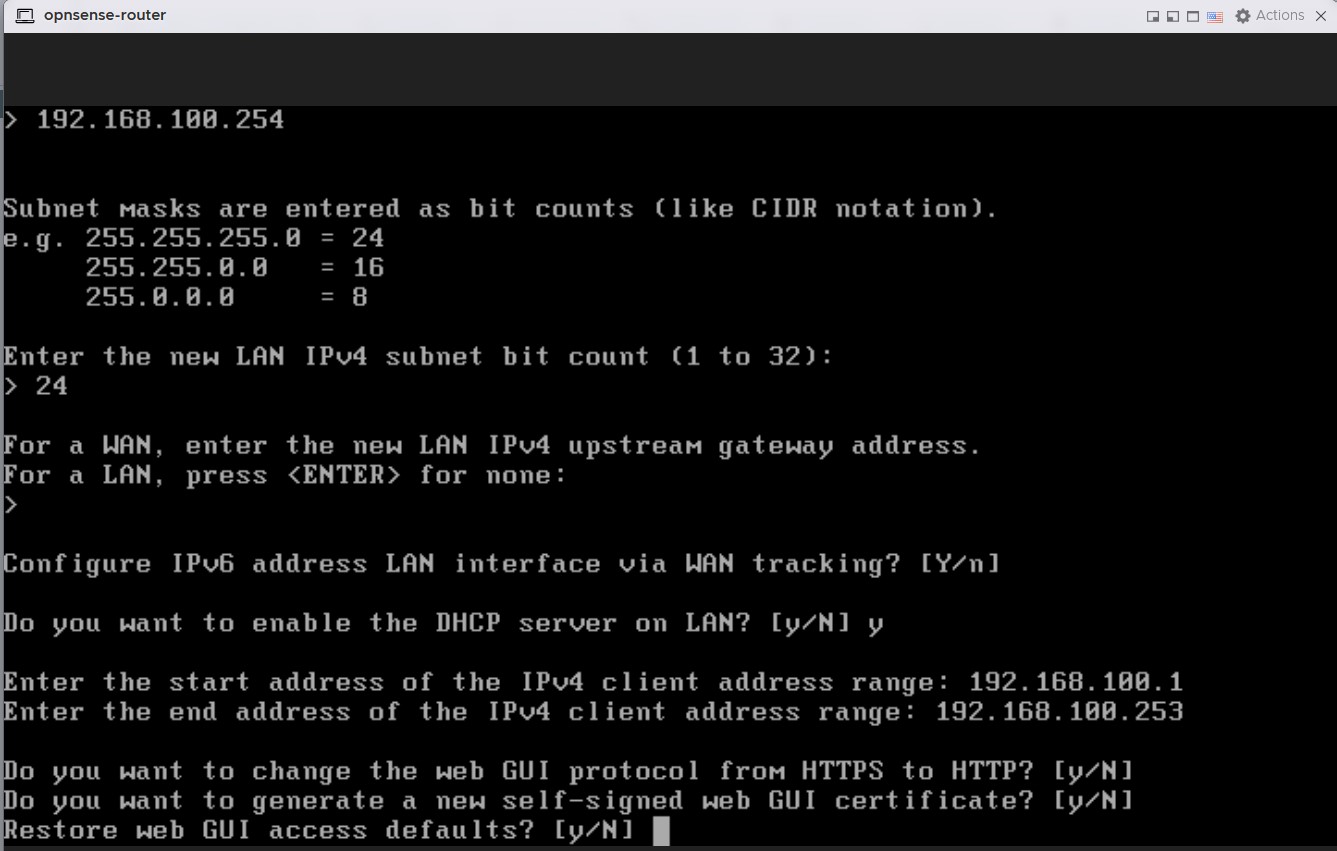 opnsense-router
Actions
> 192.168.100.254
Subnet masks are entered as bit counts (like CIDR notation).
e.g. 255.255.255.0 = 24
255.255.0.0 = 16
255.0.0.0 = 8
Enter the new LAN IPv4 subnet bit count (1 to 32):
> 24
For a WAN, enter the new LAN IPv4 upstream gateway address.
For a LAN, press <ENTER> for none:
>
Configure IPv6 address LAN interface via WAN tracking? [Y/n]
Do you want to enable the DHCP server on LAN? [y/N] y
Enter the start address of the IPv4 client address range: 192.168.100.1
Enter the end address of the IPv4 client address range: 192.168.100.253
Do you want to change the web GUI protocol from HTTPS to HTTP? [y/N]
Do you want to generate a new self-signed web GUI certificate? [y/N]
Restore web GUI access defaults? [y/N]